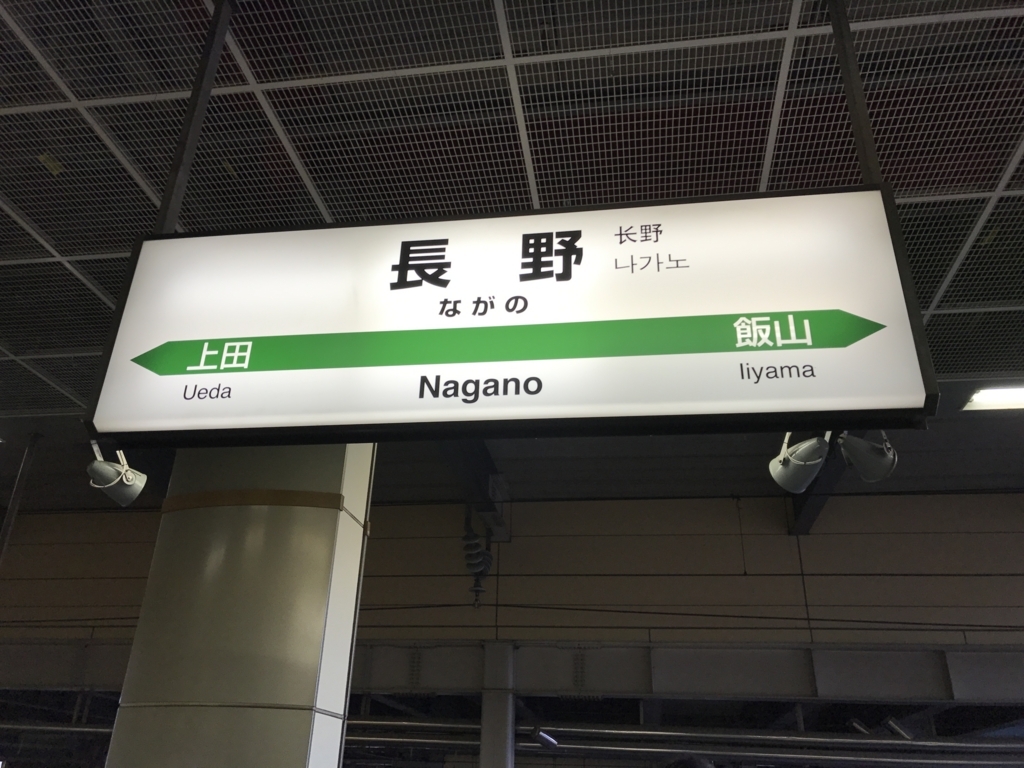 長野
长野
나가노
ながの
上田
飯山
Ueda
Nagano
Iiyama